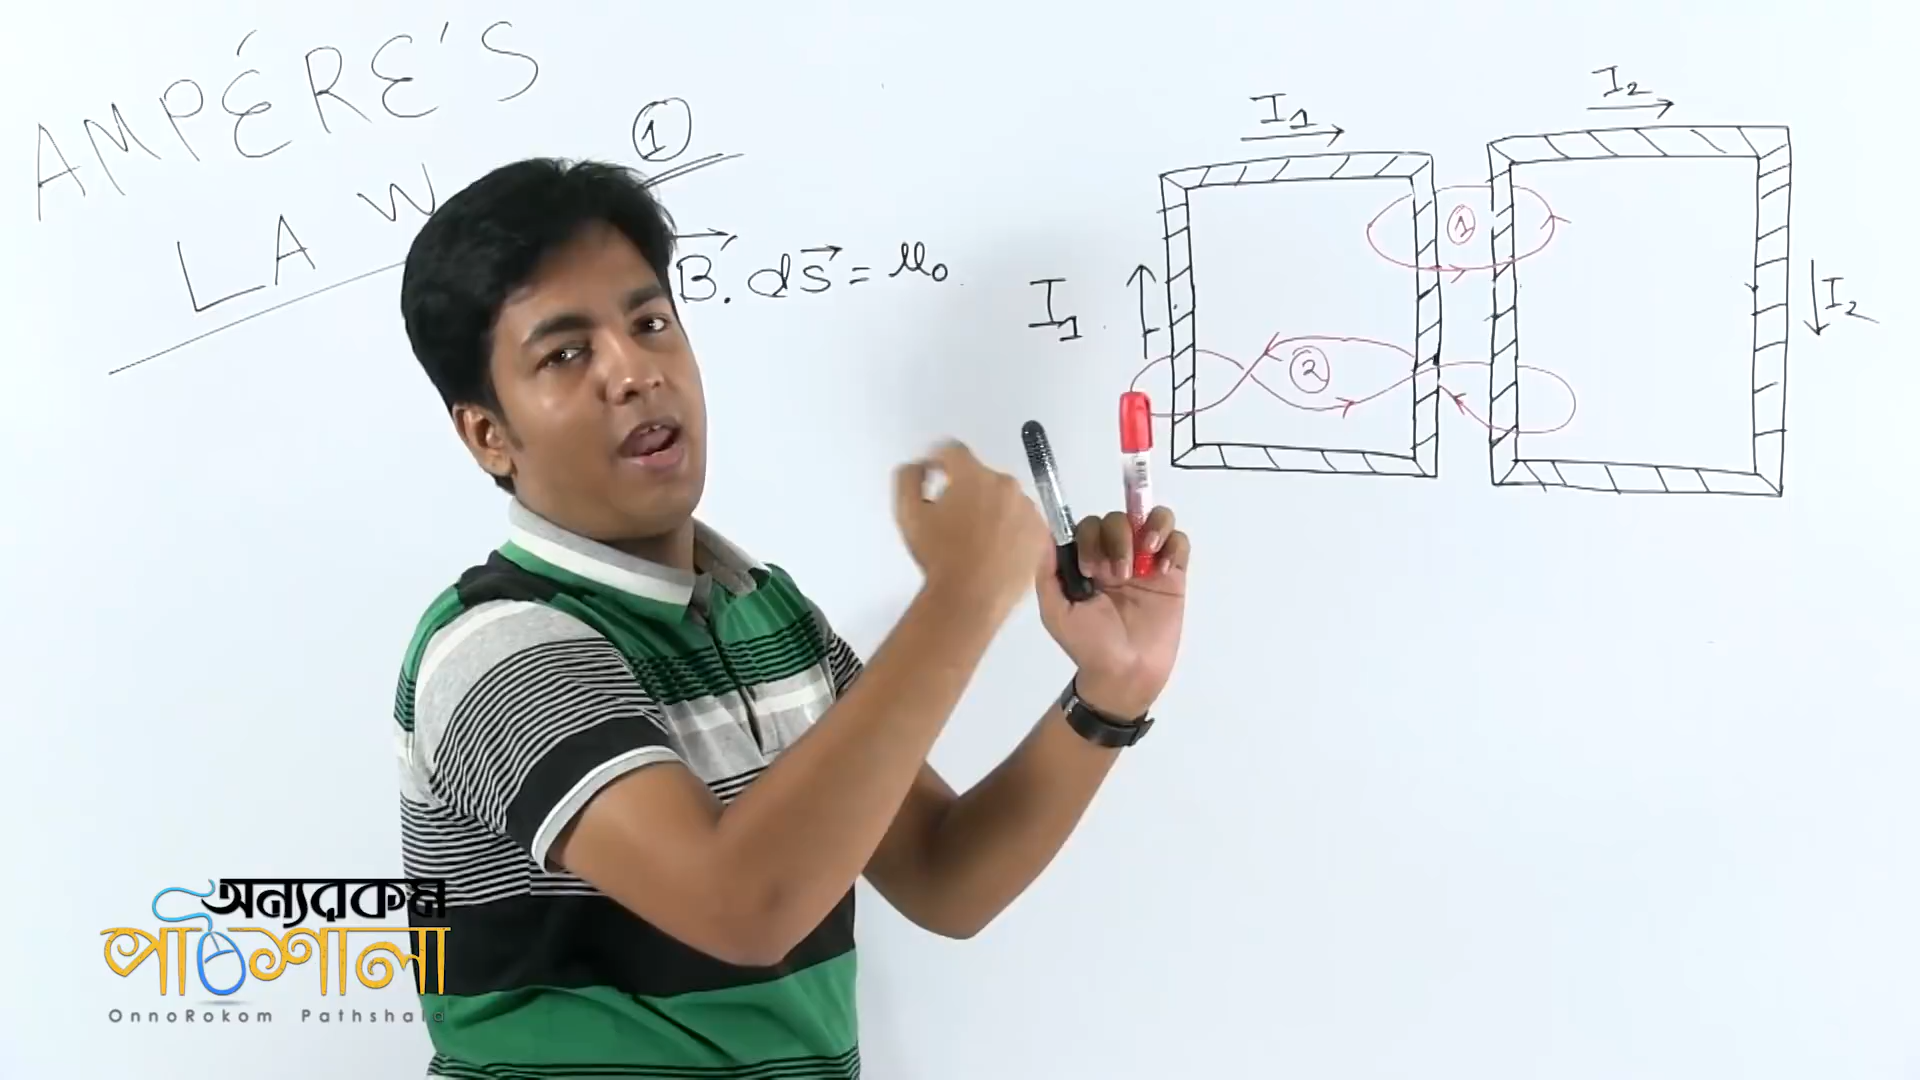 AMPÉRE'S
LAW
①
B⃗. ds⃗ = μ₀
I₁
I₂
①
I₁
I₂
②
অন্যরকম
পাঠশালা
OnnoRokom Pathshala